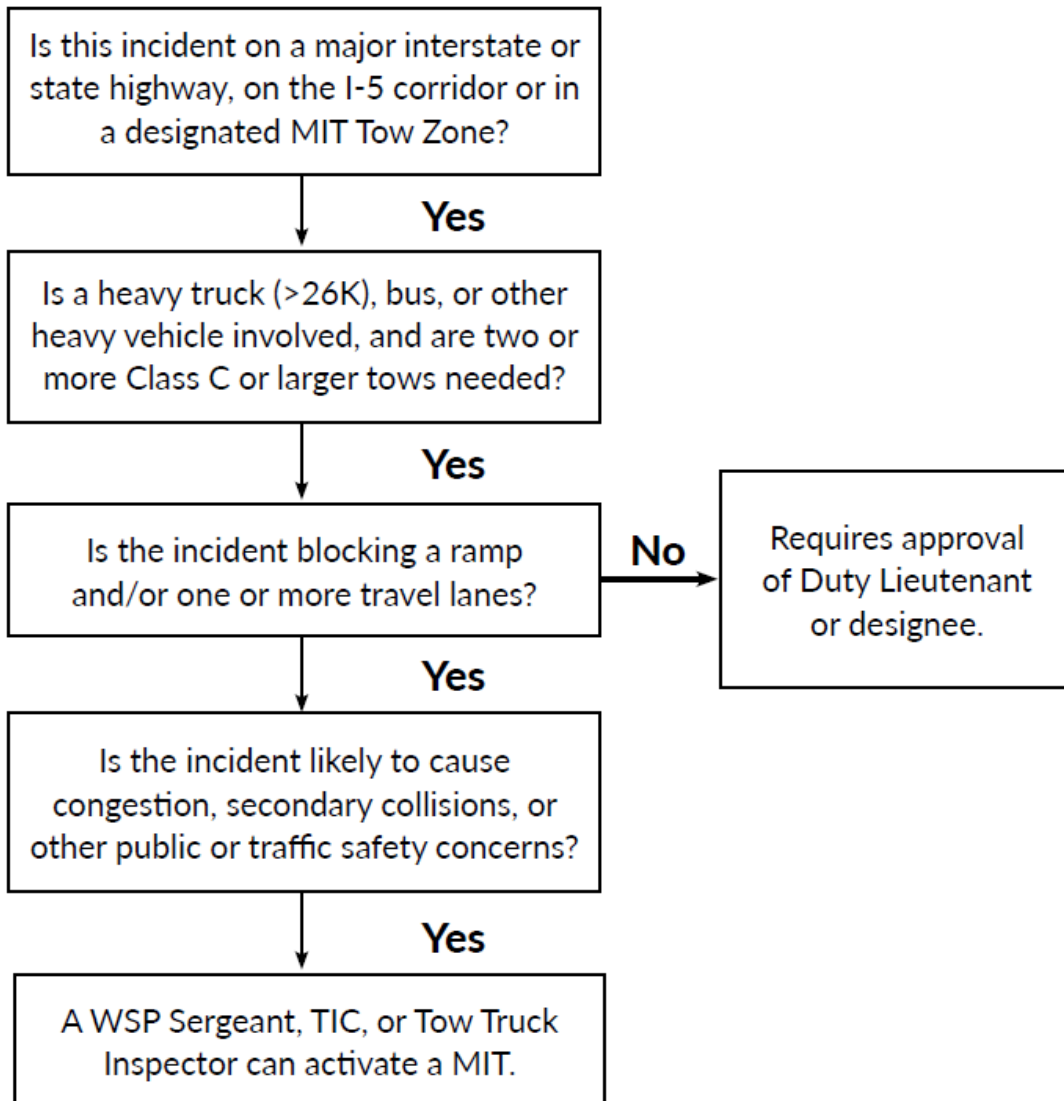 Is this incident on a major interstate or
state highway, on the I-5 corridor or in
a designated MIT Tow Zone?
Yes
Is a heavy truck (>26K), bus, or other
heavy vehicle involved, and are two or
more Class C or larger tows needed?
Yes
Is the incident blocking a ramp
and/or one or more travel lanes?
No
Requires approval
of Duty Lieutenant
or designee.
Yes
Is the incident likely to cause
congestion, secondary collisions, or
other public or traffic safety concerns?
Yes
A WSP Sergeant, TIC, or Tow Truck
Inspector can activate a MIT.